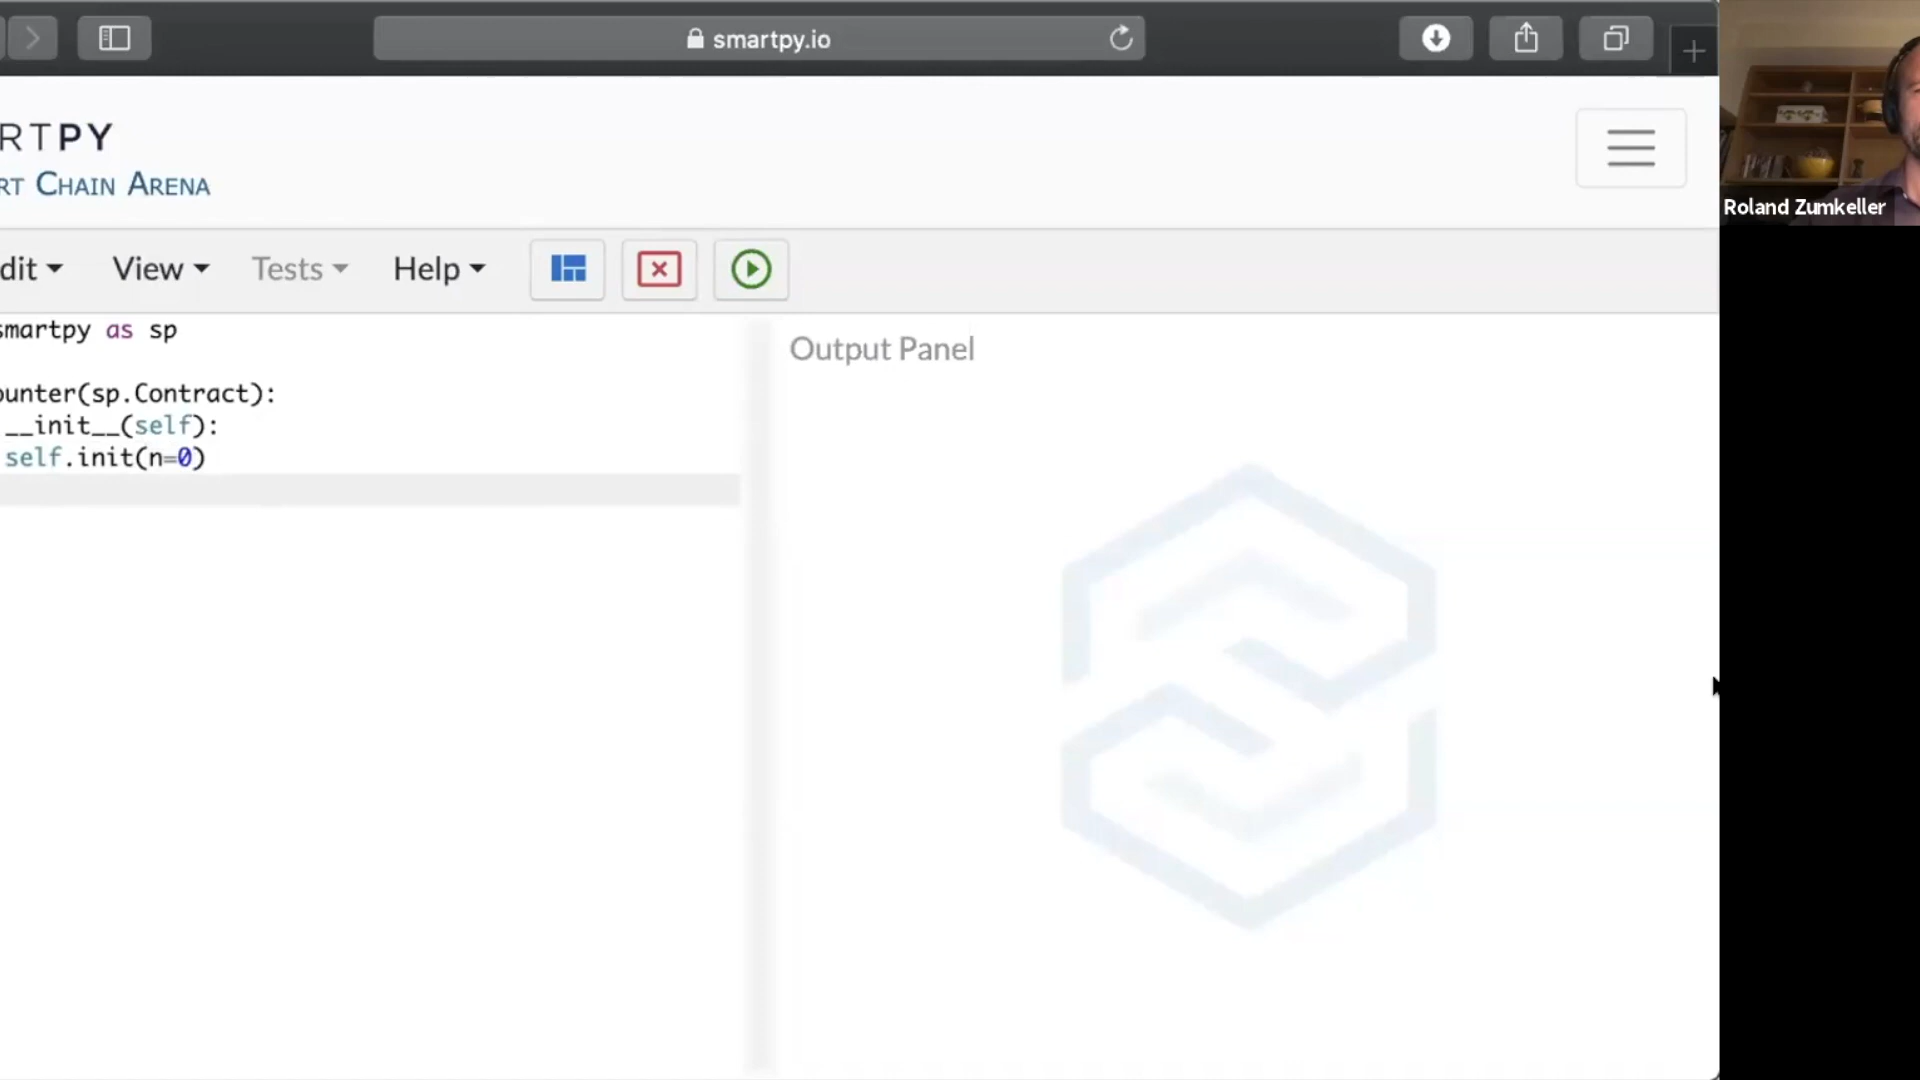 smartpy.io
RTPY
RT CHAIN ARENA
Roland Zumkeller
dit View Tests Help
smartpy as sp
Output Panel
ounter(sp.Contract):
__init__(self):
self.init(n=0)